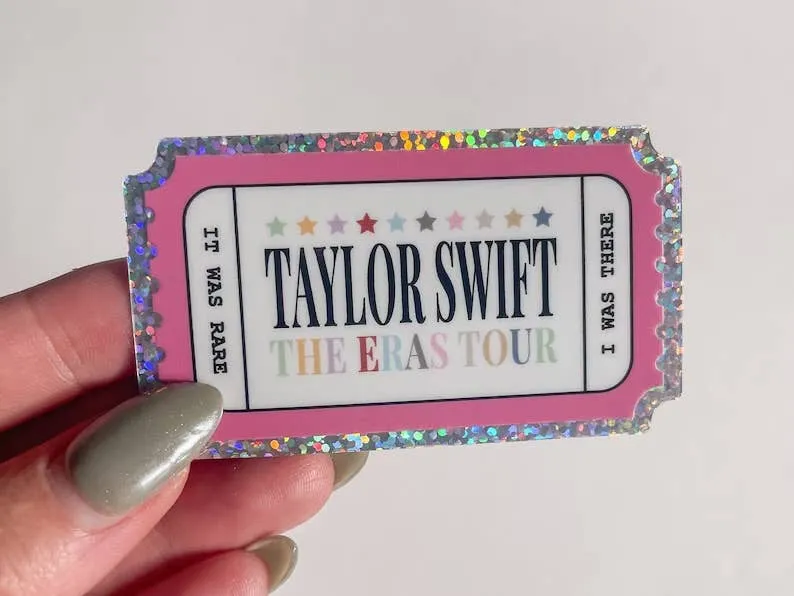 IT WAS RARE
TAYLOR SWIFT
THE ERAS TOUR
I WAS THERE